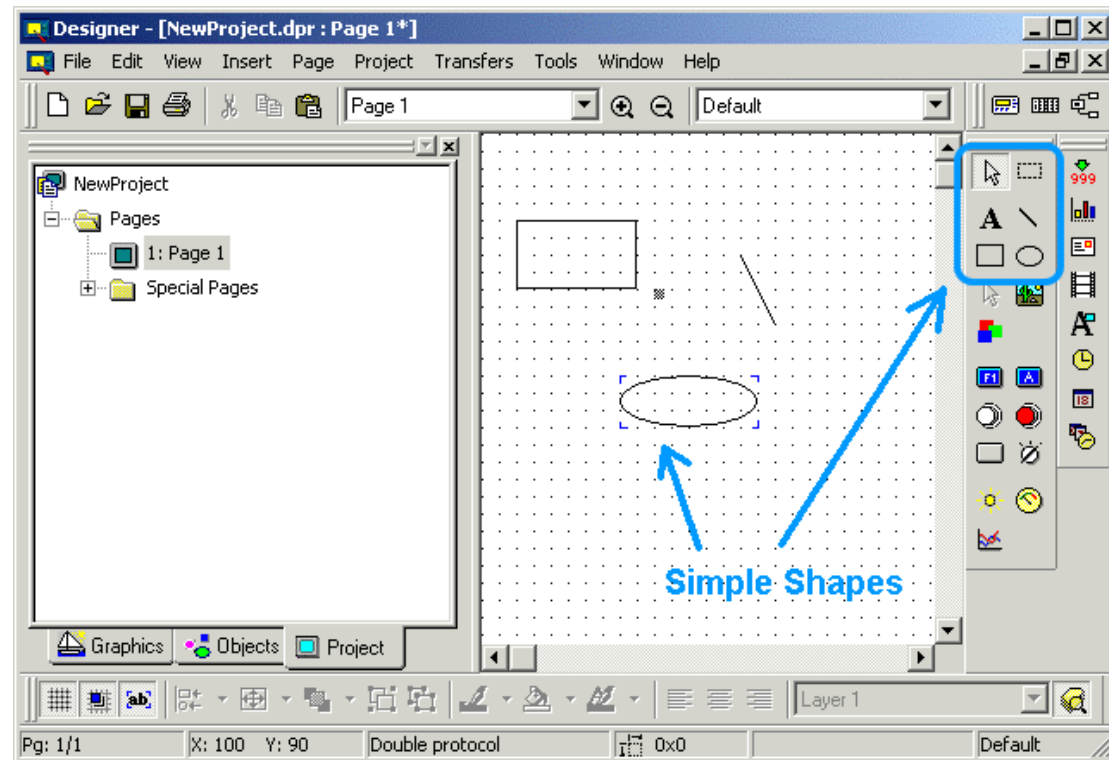 Designer - [NewProject.dpr : Page 1*]
File Edit View Insert Page Project Transfers Tools Window Help
Page 1 Default
NewProject
Pages
1: Page 1
Special Pages
999
A
F1 A
18
Simple Shapes
Graphics Objects Project
ab Layer 1
Pg: 1/1 X: 100 Y: 90 Double protocol 0x0 Default